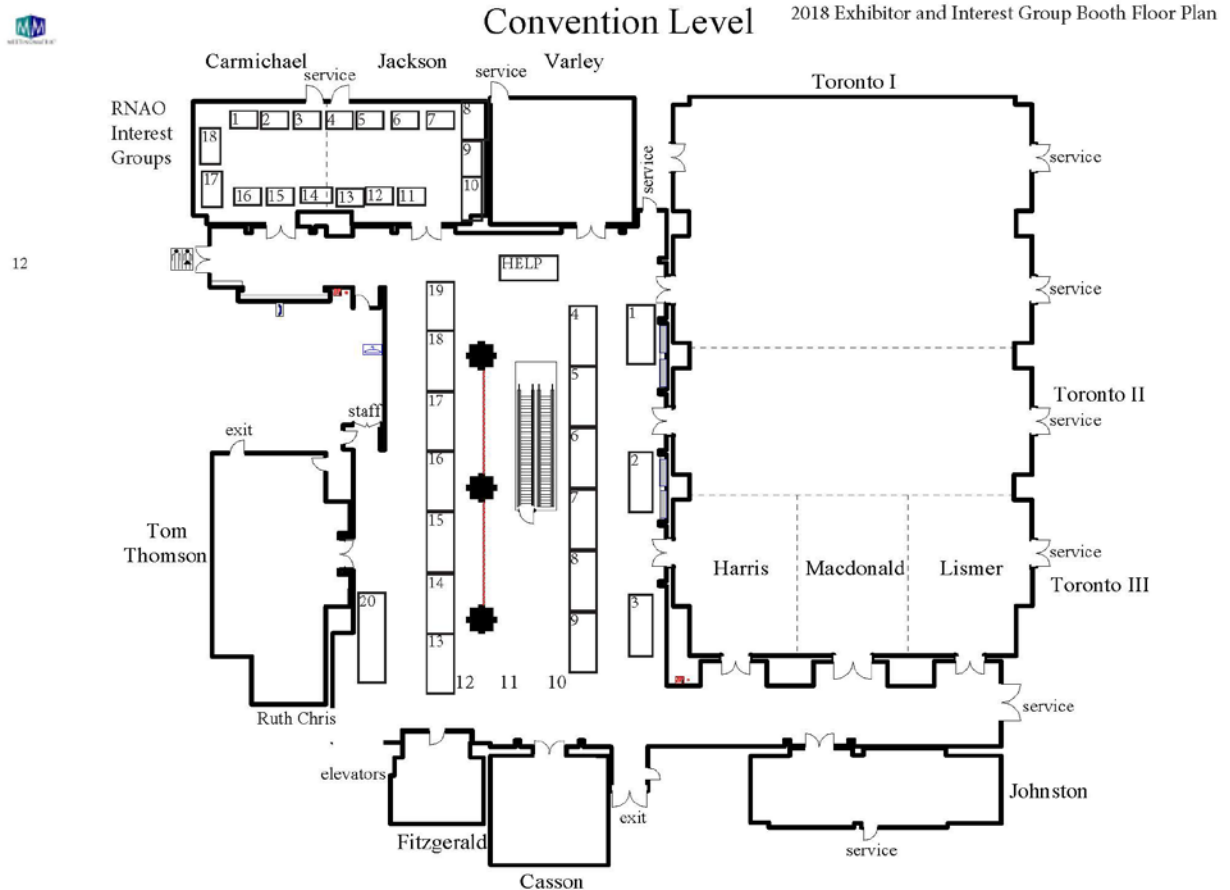 Convention Level
2018 Exhibitor and Interest Group Booth Floor Plan
Carmichael
Jackson
Varley
Toronto I
service
service
RNAO
Interest
Groups
1
2
3
4
5
6
7
8
9
10
18
17
16
15
14
13
12
11
service
service
12
HELP
service
19
18
17
16
15
14
13
4
5
6
7
8
9
1
2
3
staff
exit
Toronto II
service
Tom
Thomson
20
Harris
Macdonald
Lismer
service
Toronto III
12
11
10
Ruth Chris
service
elevators
Fitzgerald
Casson
exit
Johnston
service